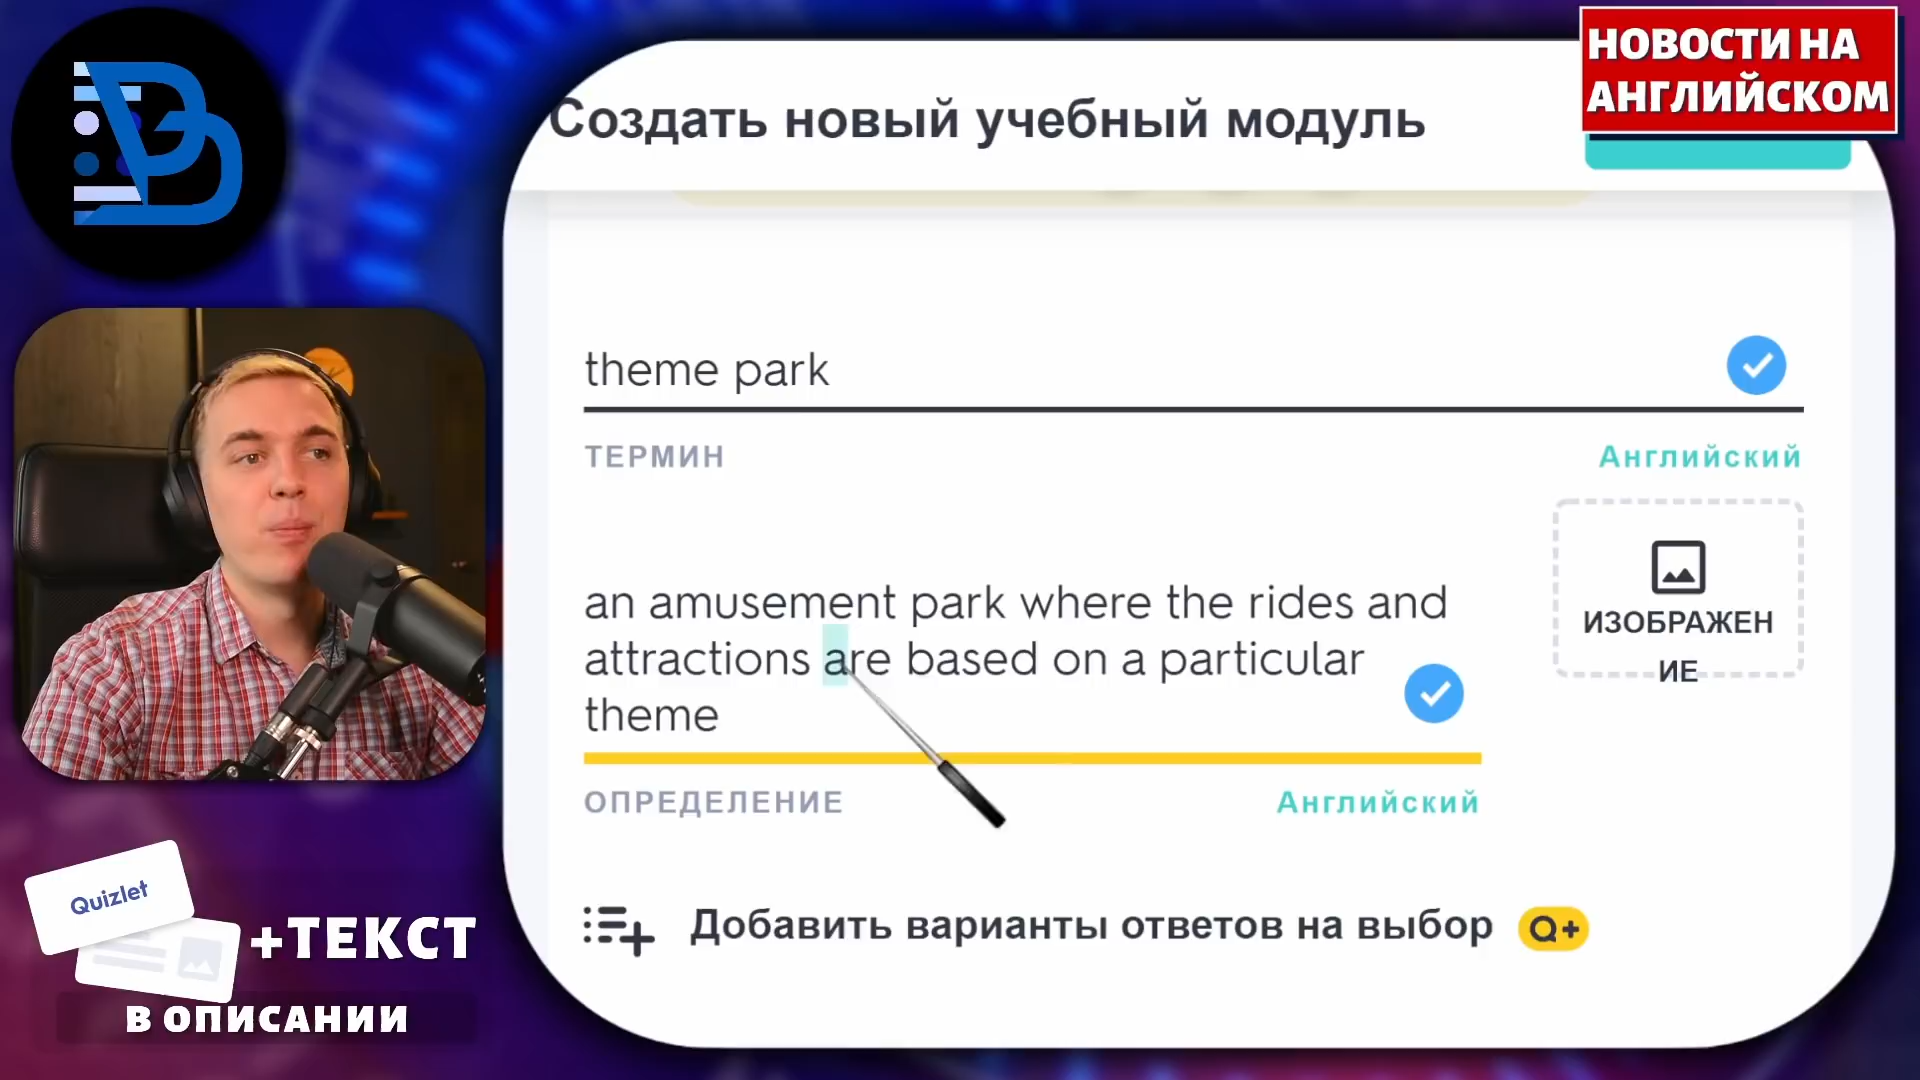 НОВОСТИ НА
АНГЛИЙСКОМ
Создать новый учебный модуль
theme park
ТЕРМИН
Английский
an amusement park where the rides and
attractions are based on a particular
theme
ИЗОБРАЖЕН
ИЕ
ОПРЕДЕЛЕНИЕ
Английский
Добавить варианты ответов на выбор
Q+
Quizlet
+ТЕКСТ
В ОПИСАНИИ